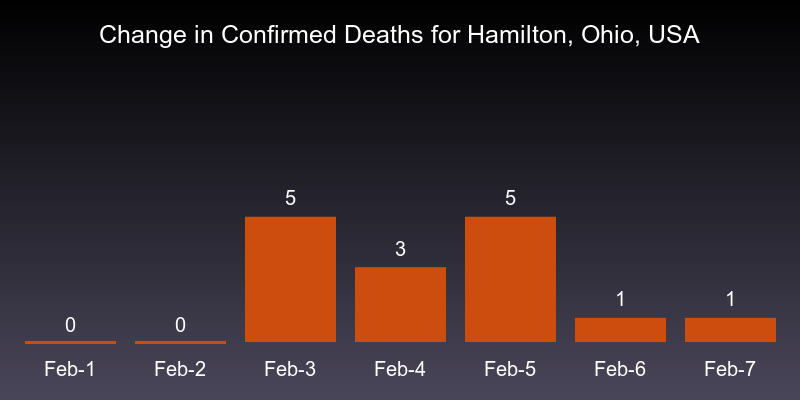 Change in Confirmed Deaths for Hamilton, Ohio, USA
5 5
3
1 1
0 0
Feb-1 Feb-2 Feb-3 Feb-4 Feb-5 Feb-6 Feb-7